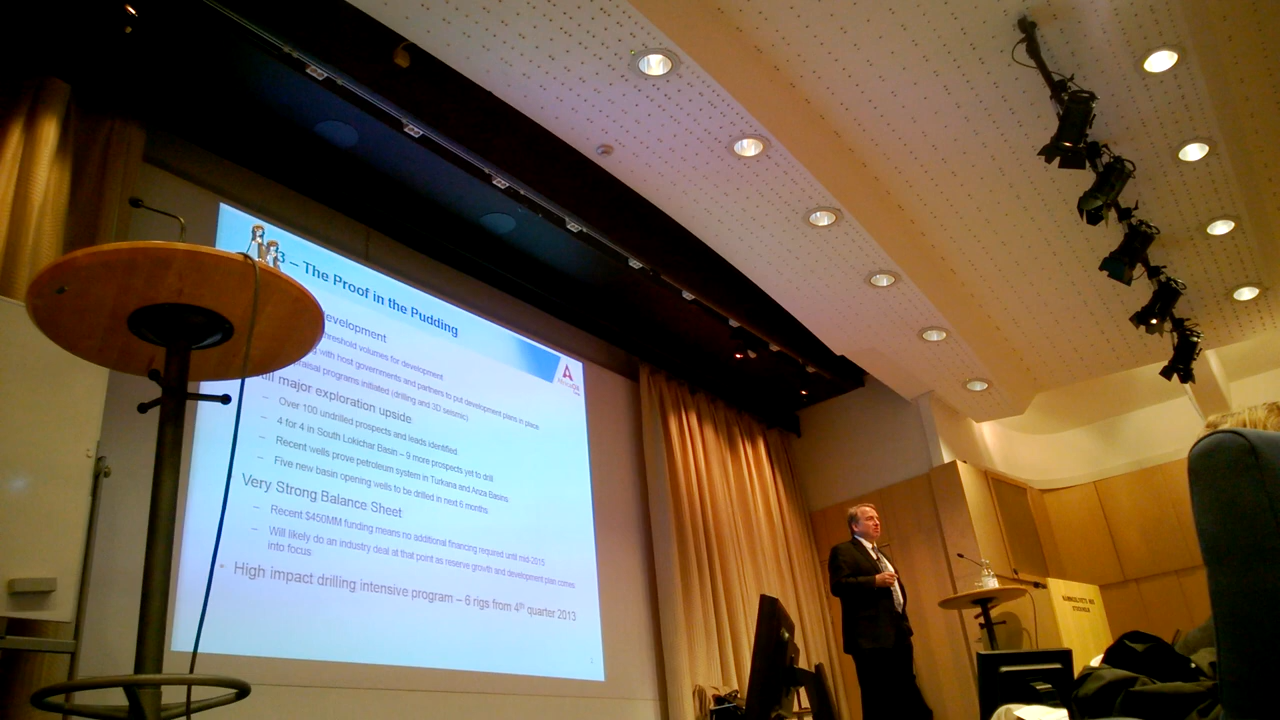 3 – The Proof in the Pudding
development
threshold volumes for development
with host governments and partners to put development plans in place
programs initiated (drilling and 3D seismic)
major exploration upside:
– Over 100 undrilled prospects and leads identified
– 4 for 4 in South Lokichar Basin – 9 more prospects yet to drill
– Recent wells prove petroleum system in Turkana and Anza Basins
– Five new basin opening wells to be drilled in next 6 months
Very Strong Balance Sheet
– Recent $450MM funding means no additional financing required until mid-2015
– Will likely do an industry deal at that point as reserve growth and development plan comes
into focus
• High impact drilling intensive program – 6 rigs from 4th quarter 2013